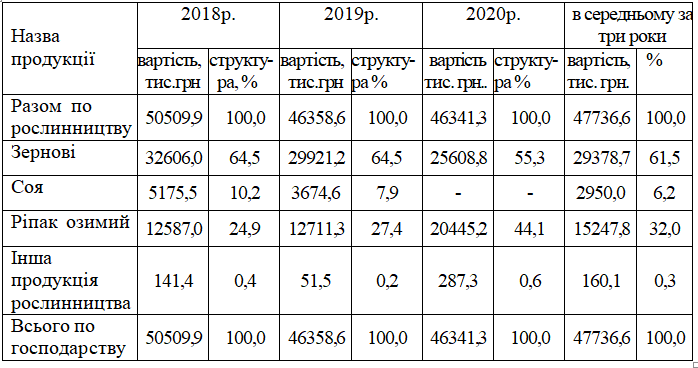 Назва продукції | 2018р. | 2019р. | 2020р. | в середньому за три роки
вартість, тис.грн | структу-ра, % | вартість, тис.грн | структу-ра % | вартість тис. грн.. | структу-ра % | вартість, тис. грн. | %
Разом по рослинництву | 50509,9 | 100,0 | 46358,6 | 100,0 | 46341,3 | 100,0 | 47736,6 | 100,0
Зернові | 32606,0 | 64,5 | 29921,2 | 64,5 | 25608,8 | 55,3 | 29378,7 | 61,5
Соя | 5175,5 | 10,2 | 3674,6 | 7,9 | - | - | 2950,0 | 6,2
Ріпак озимий | 12587,0 | 24,9 | 12711,3 | 27,4 | 20445,2 | 44,1 | 15247,8 | 32,0
Інша продукція рослинництва | 141,4 | 0,4 | 51,5 | 0,2 | 287,3 | 0,6 | 160,1 | 0,3
Всього по господарству | 50509,9 | 100,0 | 46358,6 | 100,0 | 46341,3 | 100,0 | 47736,6 | 100,0